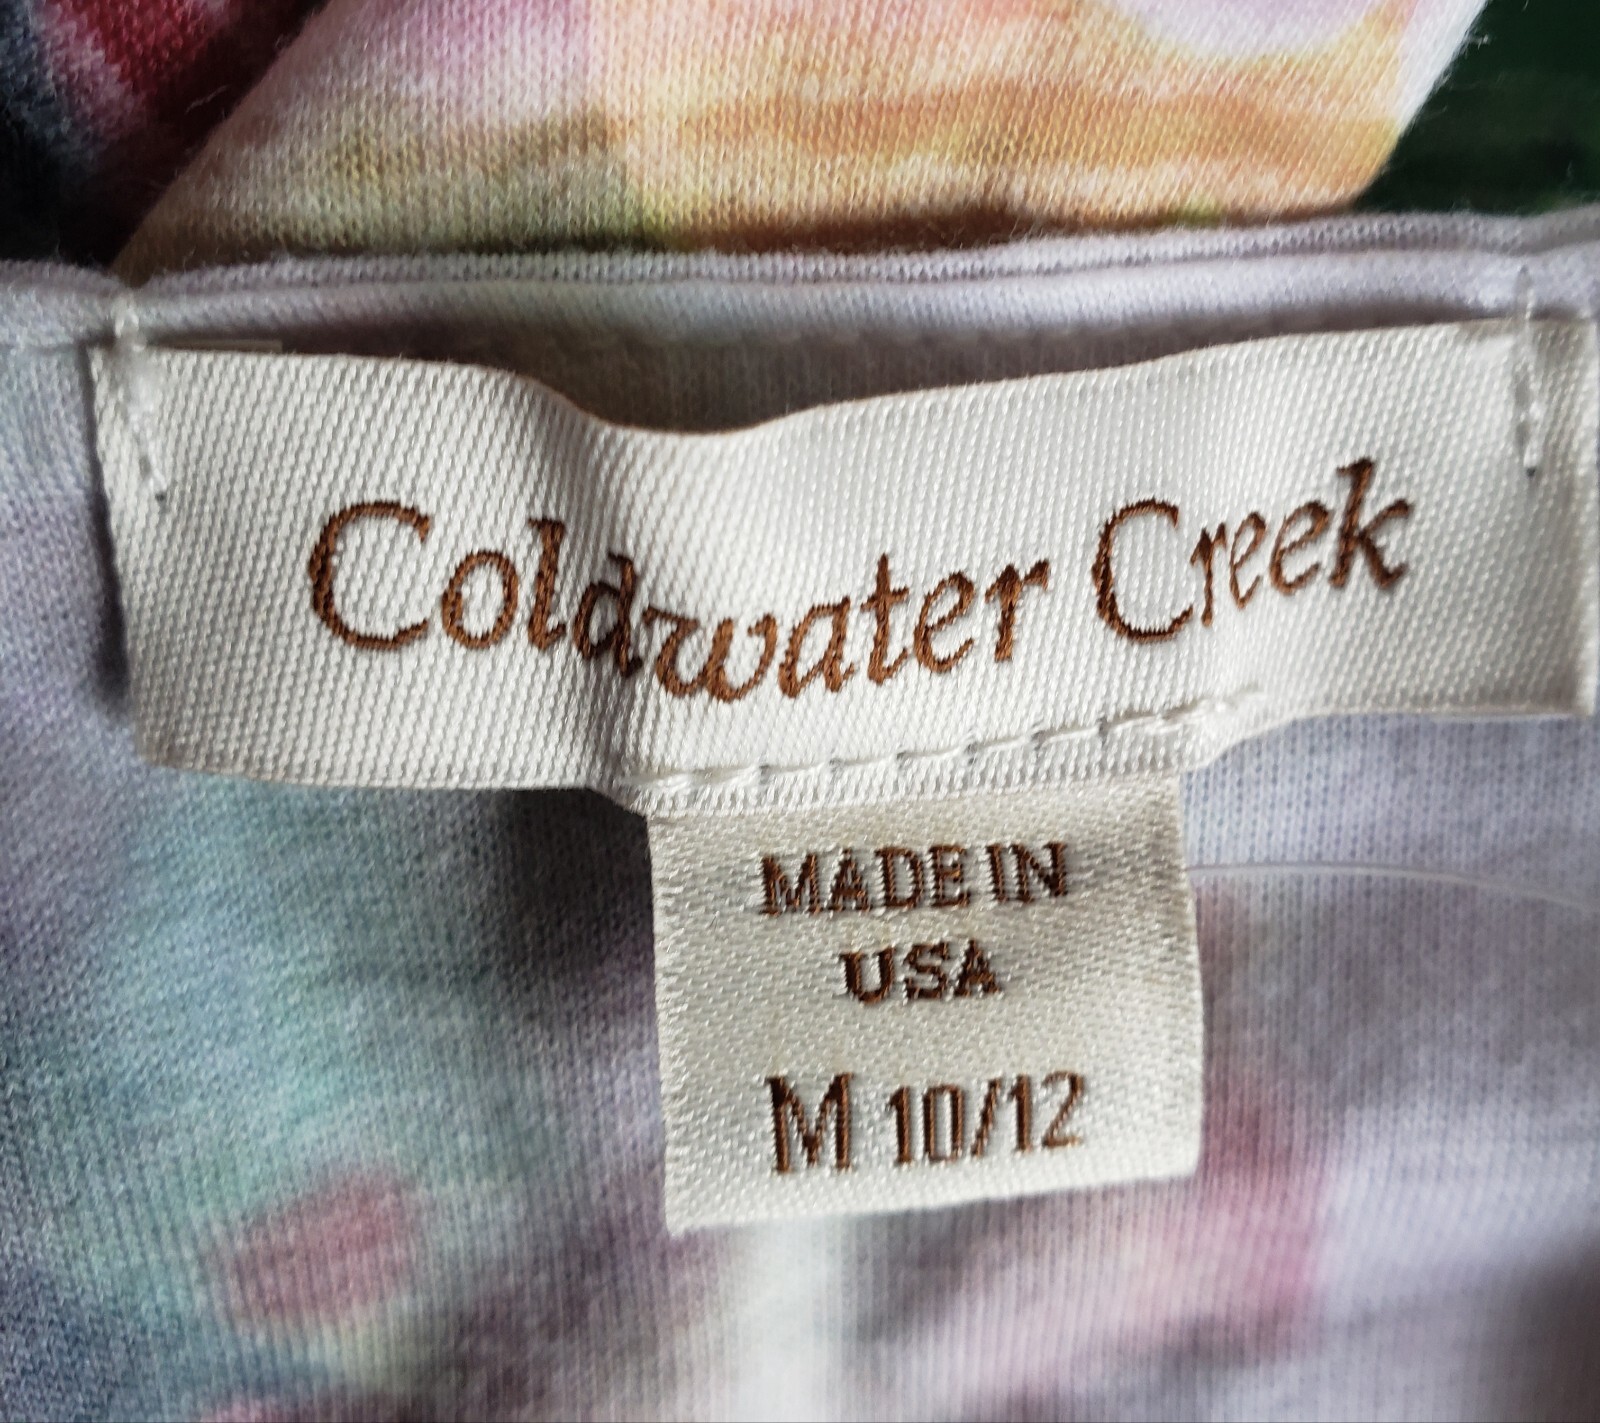 Coldwater Creek
MADE IN
USA
M 10/12